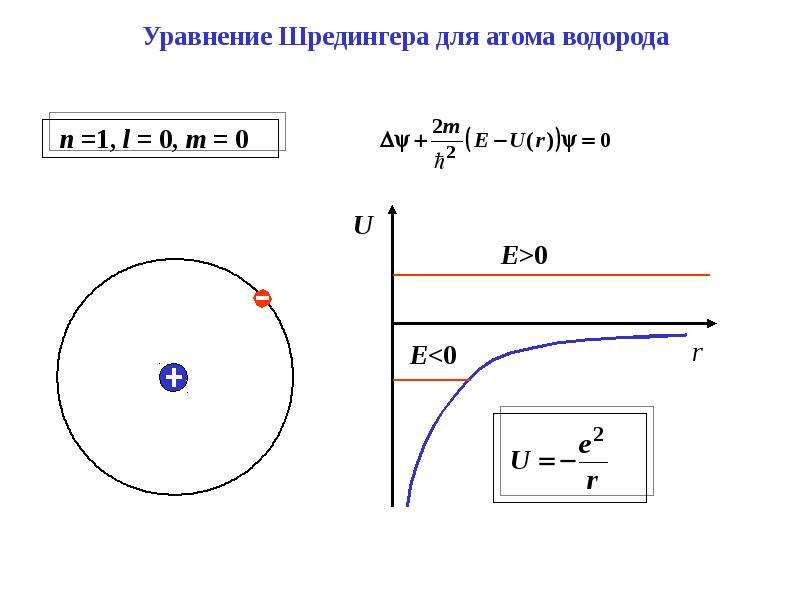 Уравнение Шредингера для атома водорода
n =1, l = 0, m = 0
Δψ + 2m/ℏ² (E − U(r))ψ = 0
U
E>0
E<0
r
−
+
U = − e²/r